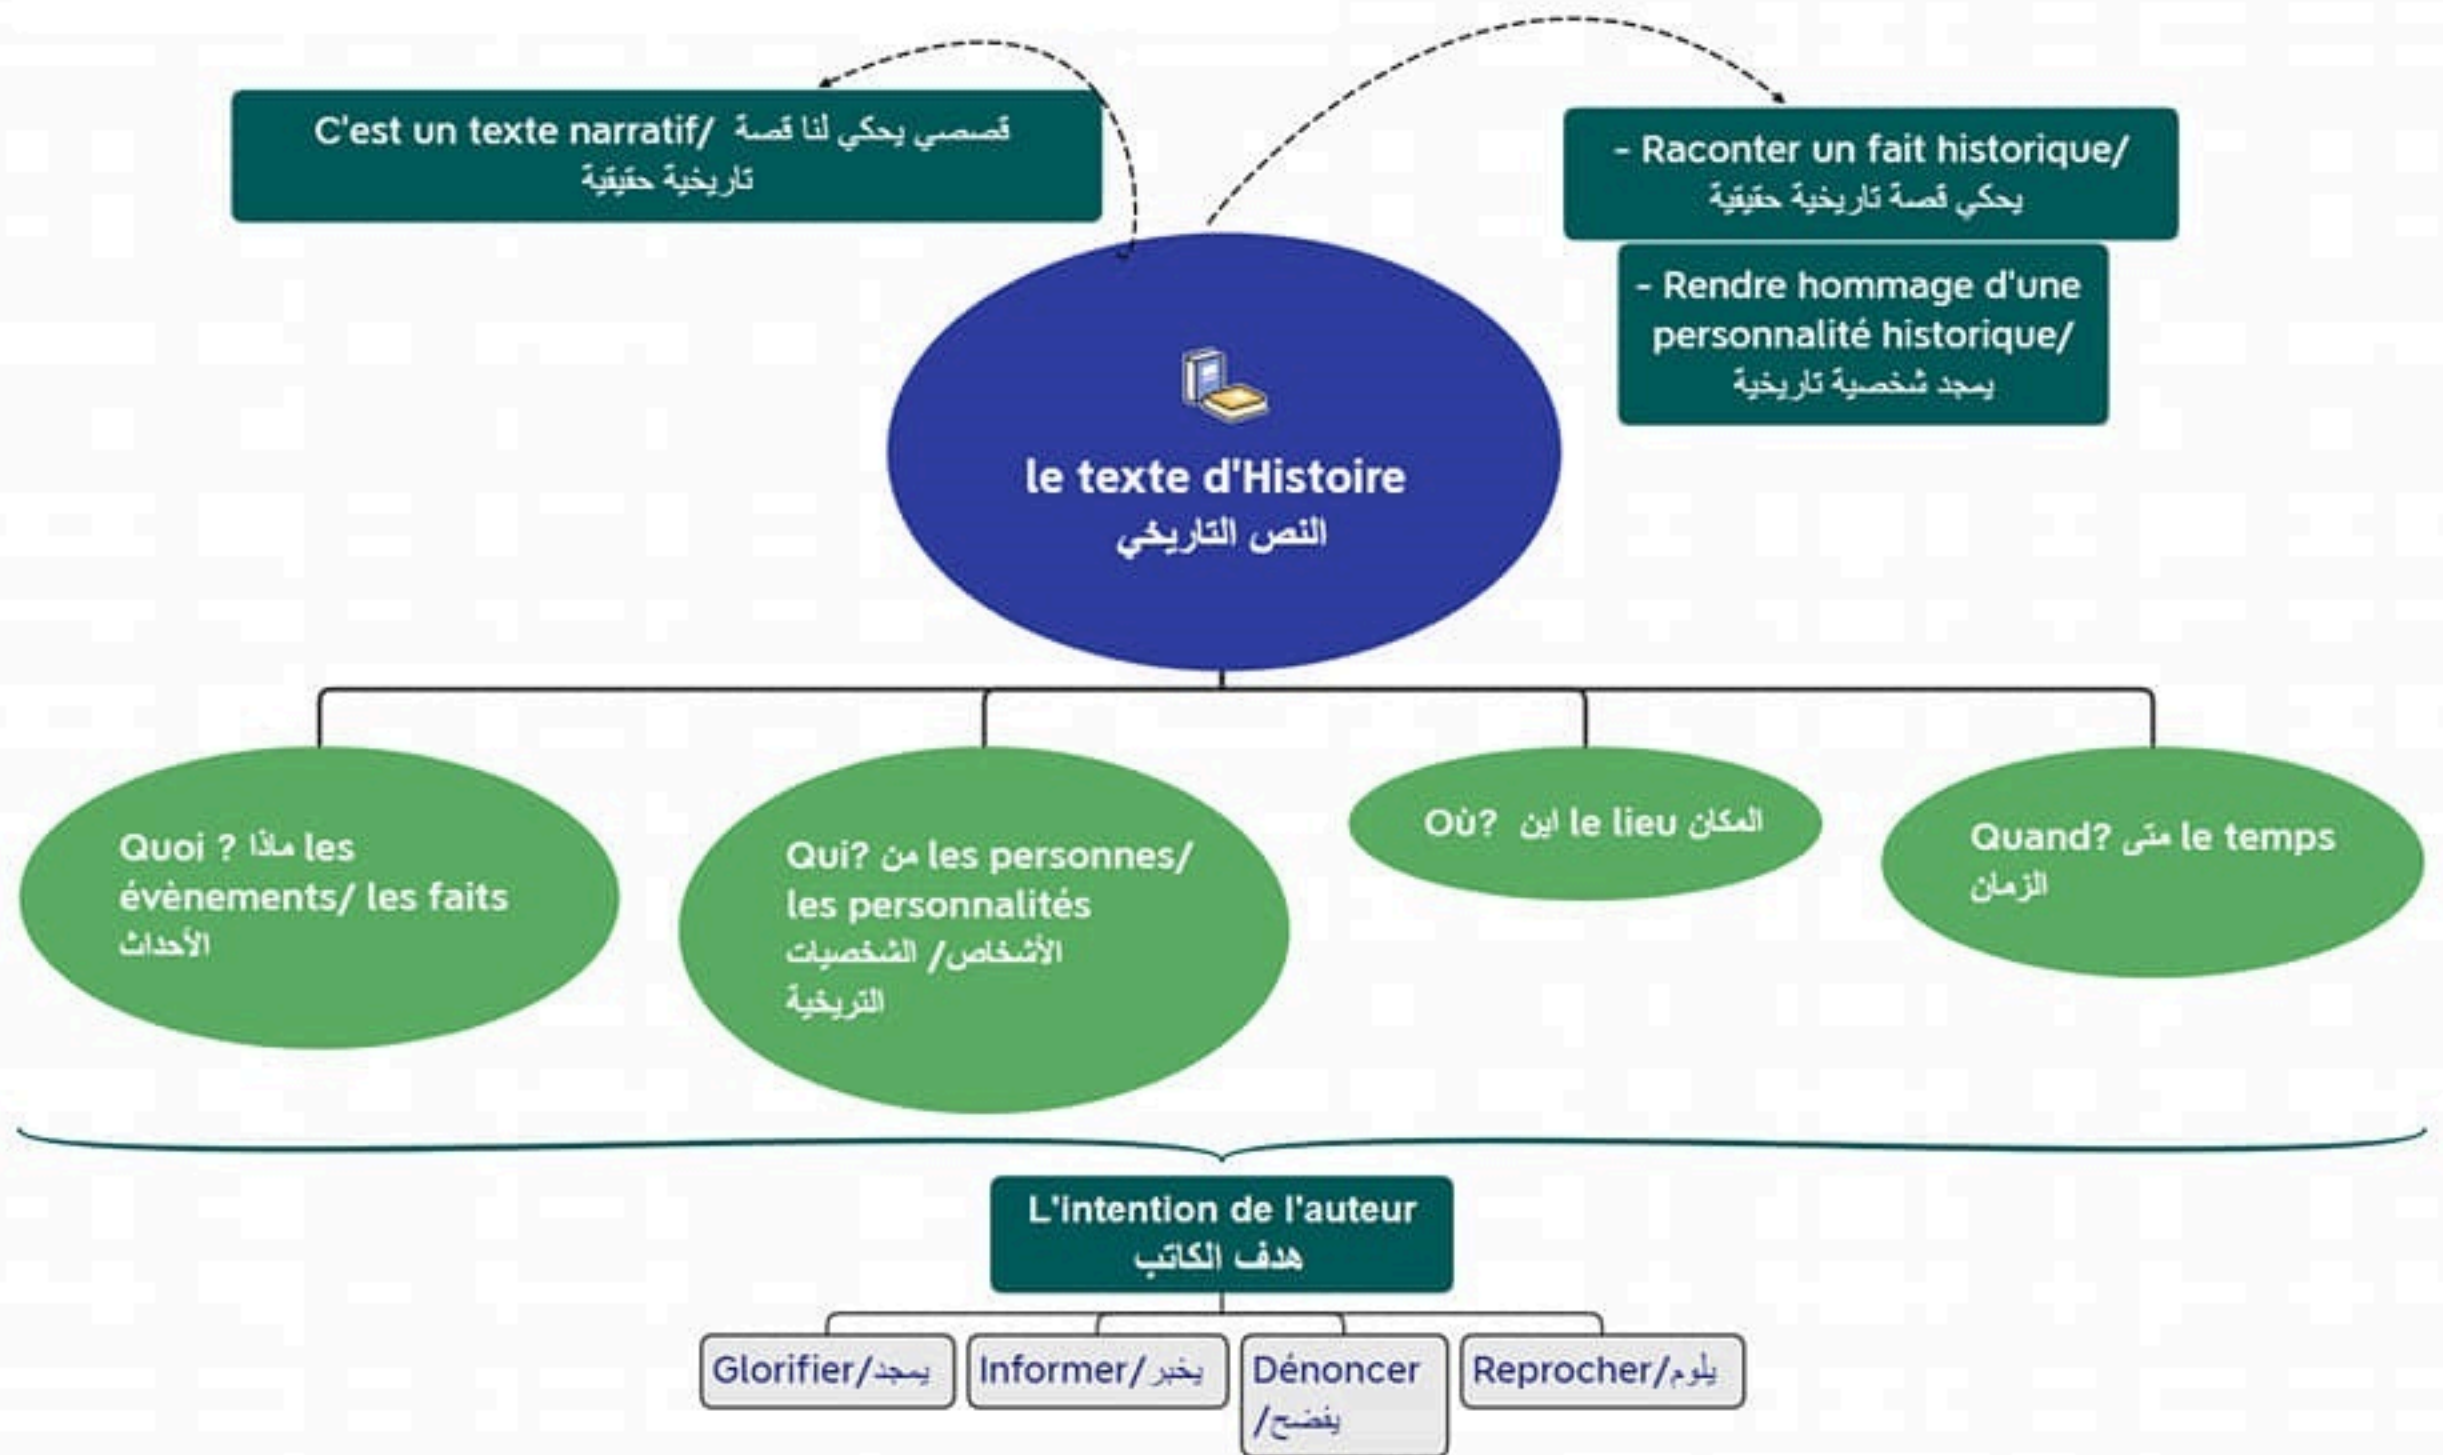 C'est un texte narratif/ قصصي يحكي لنا قصة
تاريخية حقيقية
- Raconter un fait historique/
يحكي قصة تاريخية حقيقية
- Rendre hommage d'une
personnalité historique/
يمجد شخصية تاريخية
le texte d'Histoire
النص التاريخي
Quoi ? ماذا les
évènements/ les faits
الأحداث
Qui? من les personnes/
les personnalités
الأشخاص/ الشخصيات
التريخية
Où? اين le lieu المكان
Quand? متى le temps
الزمان
L'intention de l'auteur
هدف الكاتب
Glorifier/يمجد
Informer/يخبر
Dénoncer
/يفضح
Reprocher/يلوم